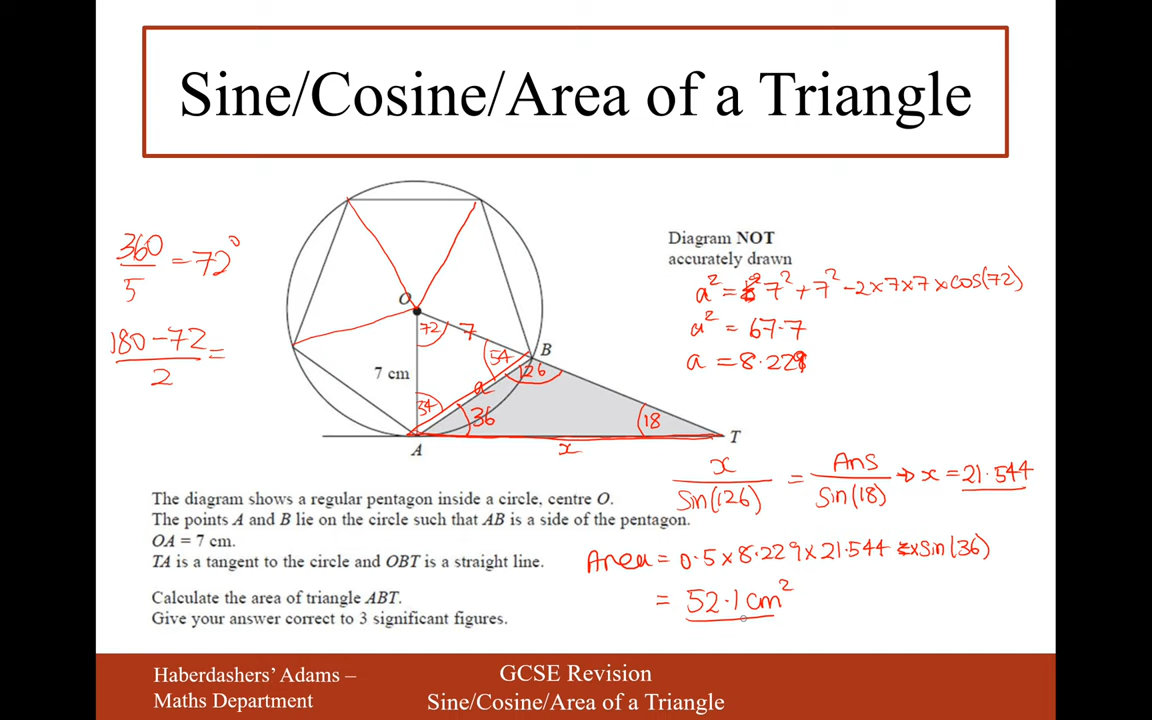 Sine/Cosine/Area of a Triangle
360/5 = 72°
(180 - 72)/2 =
O
72
7
7 cm
54
B
126
a
54
36
18
A
x
T
Diagram NOT
accurately drawn
a² = 7² + 7² - 2 × 7 × 7 × cos(72)
a² = 67.7
a = 8.229
x/Sin(126) = Ans/Sin(18) → x = 21.544
The diagram shows a regular pentagon inside a circle, centre O.
The points A and B lie on the circle such that AB is a side of the pentagon.
OA = 7 cm.
TA is a tangent to the circle and OBT is a straight line.
Area = 0.5 × 8.229 × 21.544 × Sin(36)
= 52.1 cm²
Calculate the area of triangle ABT.
Give your answer correct to 3 significant figures.
Haberdashers' Adams –
Maths Department
GCSE Revision
Sine/Cosine/Area of a Triangle